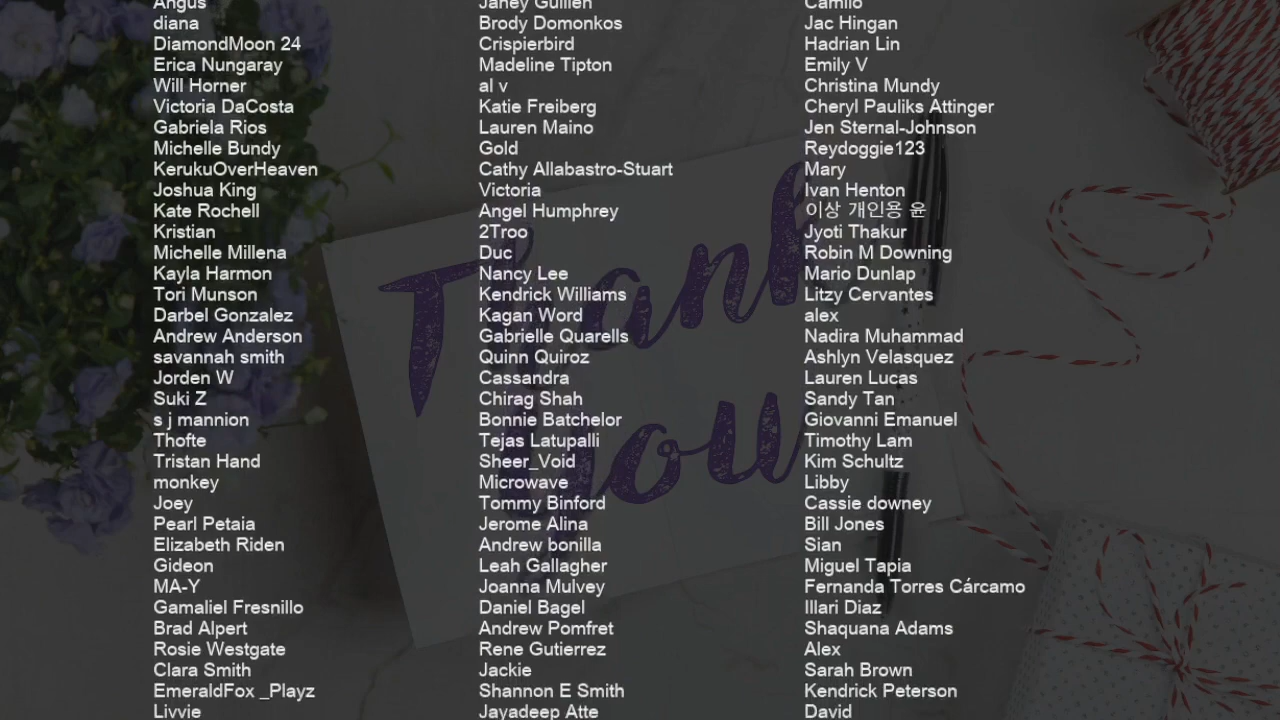 Angus
diana
DiamondMoon 24
Erica Nungaray
Will Horner
Victoria DaCosta
Gabriela Rios
Michelle Bundy
KerukuOverHeaven
Joshua King
Kate Rochell
Kristian
Michelle Millena
Kayla Harmon
Tori Munson
Darbel Gonzalez
Andrew Anderson
savannah smith
Jorden W
Suki Z
s j mannion
Thofte
Tristan Hand
monkey
Joey
Pearl Petaia
Elizabeth Riden
Gideon
MA-Y
Gamaliel Fresnillo
Brad Alpert
Rosie Westgate
Clara Smith
EmeraldFox _Playz
Livvie
Janey Guillen
Brody Domonkos
Crispierbird
Madeline Tipton
al v
Katie Freiberg
Lauren Maino
Gold
Cathy Allabastro-Stuart
Victoria
Angel Humphrey
2Troo
Duc
Nancy Lee
Kendrick Williams
Kagan Word
Gabrielle Quarells
Quinn Quiroz
Cassandra
Chirag Shah
Bonnie Batchelor
Tejas Latupalli
Sheer_Void
Microwave
Tommy Binford
Jerome Alina
Andrew bonilla
Leah Gallagher
Joanna Mulvey
Daniel Bagel
Andrew Pomfret
Rene Gutierrez
Jackie
Shannon E Smith
Jayadeep Atte
Camilo
Jac Hingan
Hadrian Lin
Emily V
Christina Mundy
Cheryl Pauliks Attinger
Jen Sternal-Johnson
Reydoggie123
Mary
Ivan Henton
이상 개인용 윤
Jyoti Thakur
Robin M Downing
Mario Dunlap
Litzy Cervantes
alex
Nadira Muhammad
Ashlyn Velasquez
Lauren Lucas
Sandy Tan
Giovanni Emanuel
Timothy Lam
Kim Schultz
Libby
Cassie downey
Bill Jones
Sian
Miguel Tapia
Fernanda Torres Cárcamo
Illari Diaz
Shaquana Adams
Alex
Sarah Brown
Kendrick Peterson
David
Thank
You